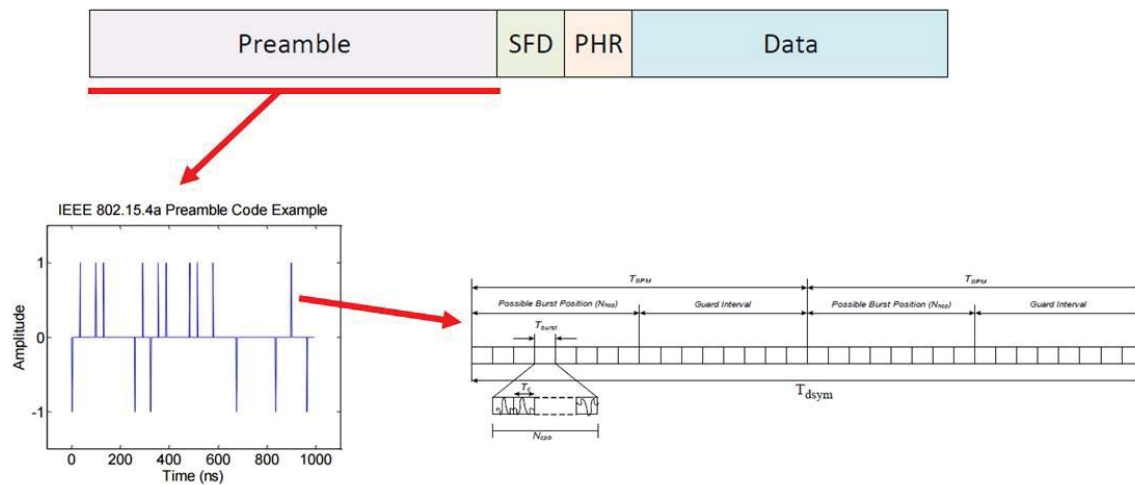 Preamble SFD PHR Data
IEEE 802.15.4a Preamble Code Example
1
0
-1
Amplitude
0 200 400 600 800 1000
Time (ns)
T_BPM T_BPM
Possible Burst Position (N_hop) Guard Interval Possible Burst Position (N_hop) Guard Interval
T_burst
T_dsym
T_c
N_cpb